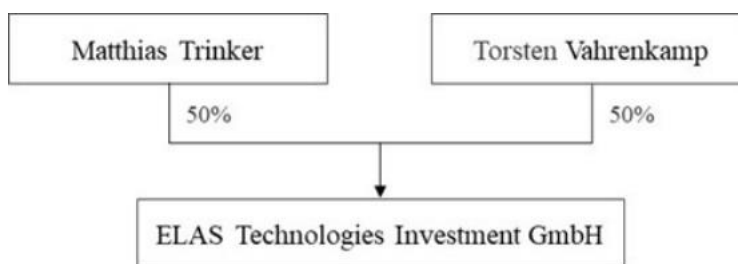 Matthias Trinker
Torsten Vahrenkamp
50%
50%
ELAS Technologies Investment GmbH